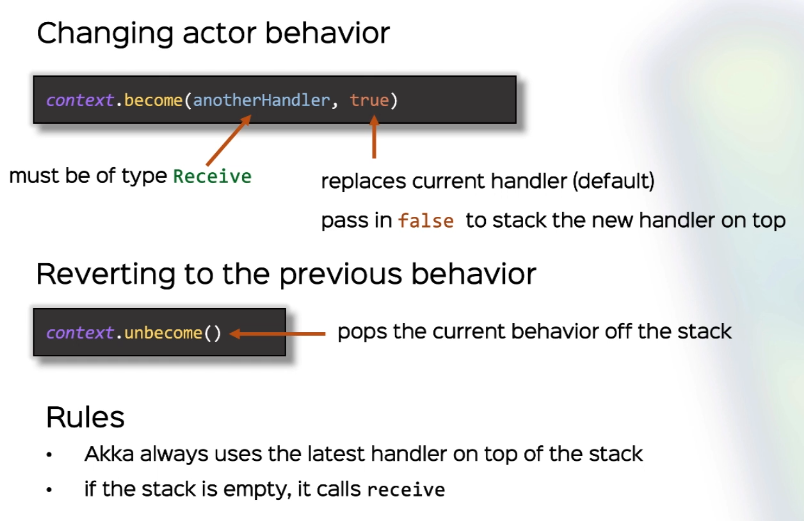 Changing actor behavior
context.become(anotherHandler, true)
must be of type Receive
replaces current handler (default)
pass in false to stack the new handler on top
Reverting to the previous behavior
context.unbecome()
pops the current behavior off the stack
Rules
• Akka always uses the latest handler on top of the stack
• if the stack is empty, it calls receive